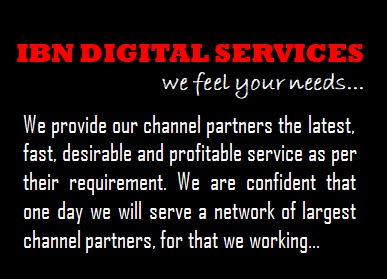 IBN DIGITAL SERVICES
we feel your needs...
We provide our channel partners the latest,
fast, desirable and profitable service as per
their requirement. We are confident that
one day we will serve a network of largest
channel partners, for that we working...